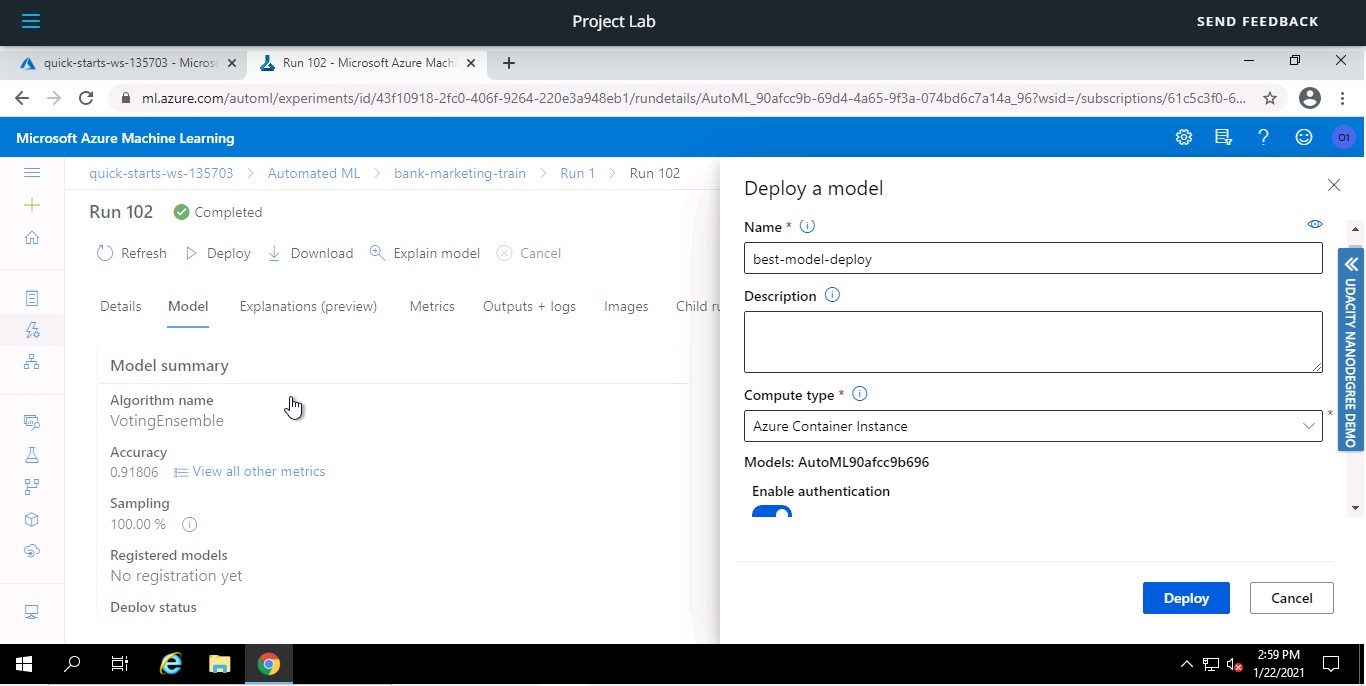 Project Lab
SEND FEEDBACK
quick-starts-ws-135703 - Micros
Run 102 - Microsoft Azure Mach
ml.azure.com/automl/experiments/id/43f10918-2fc0-406f-9264-220e3a948eb1/rundetails/AutoML_90afcc9b-69d4-4a65-9f3a-074bd6c7a14a_96?wsid=/subscriptions/61c5c3f0-6...
Microsoft Azure Machine Learning
O1
quick-starts-ws-135703 > Automated ML > bank-marketing-train > Run 1 > Run 102
Run 102 Completed
Refresh Deploy Download Explain model Cancel
Details Model Explanations (preview) Metrics Outputs + logs Images Child ru
Model summary
Algorithm name
VotingEnsemble
Accuracy
0.91806 View all other metrics
Sampling
100.00 %
Registered models
No registration yet
Deploy status
Deploy a model
Name *
best-model-deploy
Description
Compute type *
Azure Container Instance
*
Models: AutoML90afcc9b696
Enable authentication
Deploy Cancel
UDACITY NANODEGREE DEMO
2:59 PM
1/22/2021